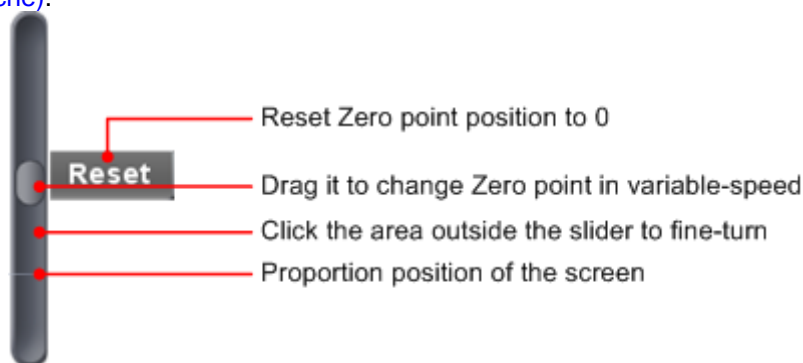 Reset Zero point position to 0
Reset
Drag it to change Zero point in variable-speed
Click the area outside the slider to fine-turn
Proportion position of the screen